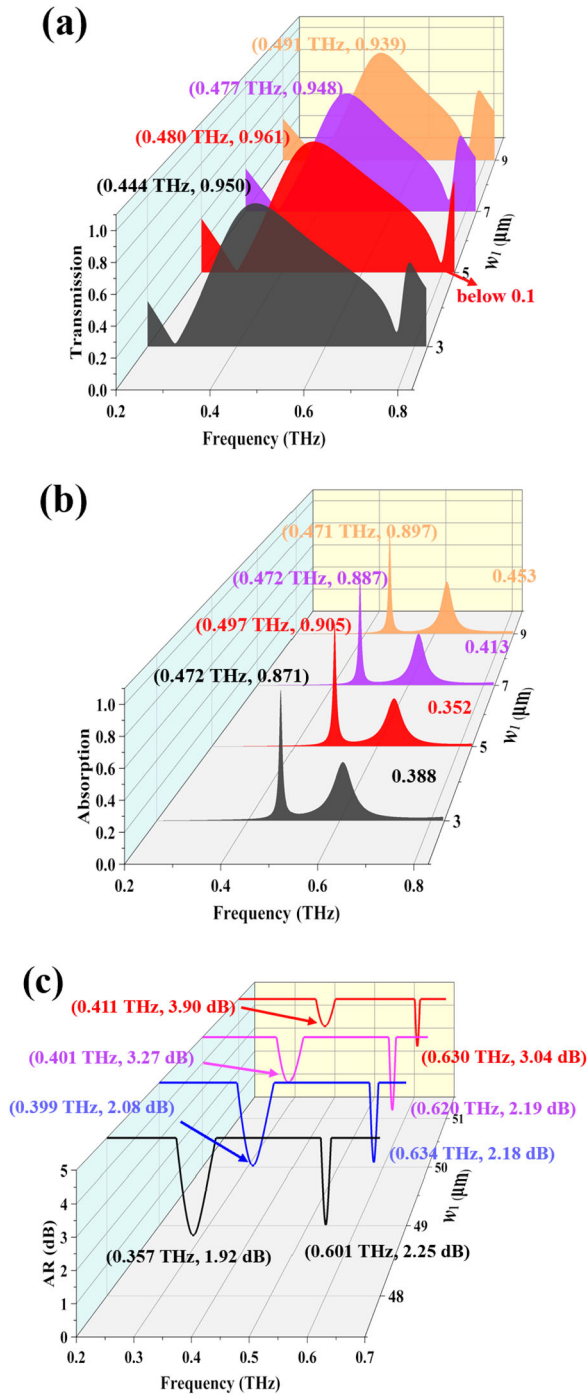 (a)
(0.491 THz, 0.939)
(0.477 THz, 0.948)
(0.480 THz, 0.961)
(0.444 THz, 0.950)
1.0
0.8
0.6
0.4
0.2
0.0
Transmission
0.2
0.4
0.6
0.8
Frequency (THz)
3
5
7
9
w1 (μm)
below 0.1
(b)
(0.471 THz, 0.897)
(0.472 THz, 0.887)
(0.497 THz, 0.905)
(0.472 THz, 0.871)
0.453
0.413
0.352
0.388
1.0
0.8
0.6
0.4
0.2
0.0
Absorption
0.2
0.4
0.6
0.8
Frequency (THz)
3
5
7
9
w1 (μm)
(c)
(0.411 THz, 3.90 dB)
(0.401 THz, 3.27 dB)
(0.399 THz, 2.08 dB)
(0.357 THz, 1.92 dB)
(0.630 THz, 3.04 dB)
(0.620 THz, 2.19 dB)
(0.634 THz, 2.18 dB)
(0.601 THz, 2.25 dB)
5
4
3
2
1
0
AR (dB)
0.2
0.3
0.4
0.5
0.6
0.7
Frequency (THz)
48
49
50
51
w1 (μm)